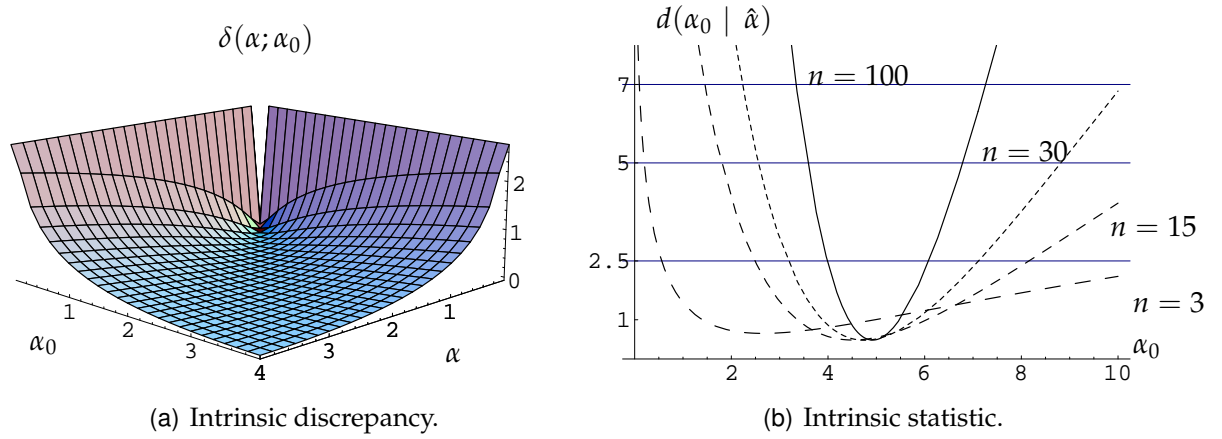 δ(α; α₀)
2
1
0
1
2
3
4
3
2
1
α₀
α
(a) Intrinsic discrepancy.
d(α₀ | α̂)
7
5
2.5
1
n = 100
n = 30
n = 15
n = 3
α₀
2
4
6
8
10
(b) Intrinsic statistic.